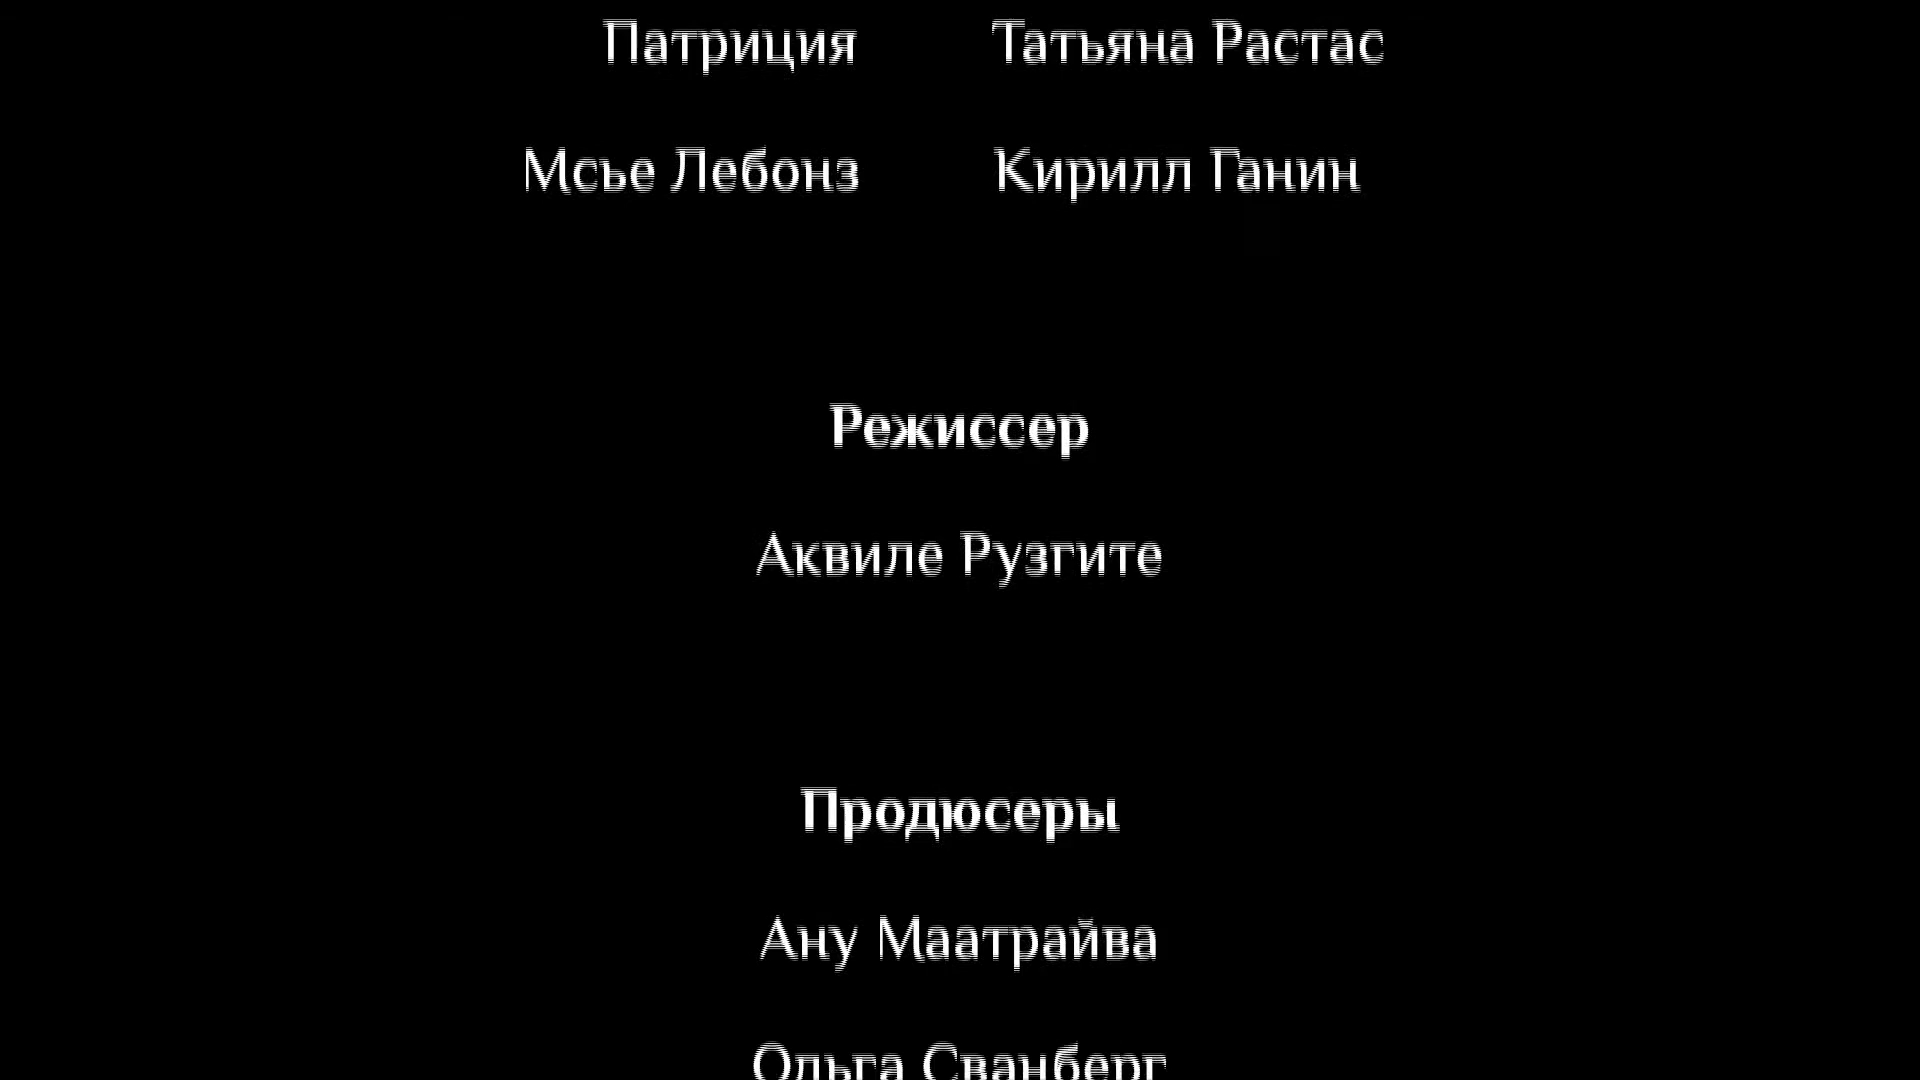 Патриция Татьяна Растас
Мсье Лебонз Кирилл Ганин
Режиссер
Аквиле Рузгите
Продюсеры
Ану Маатрайва
Ольга Сванберг